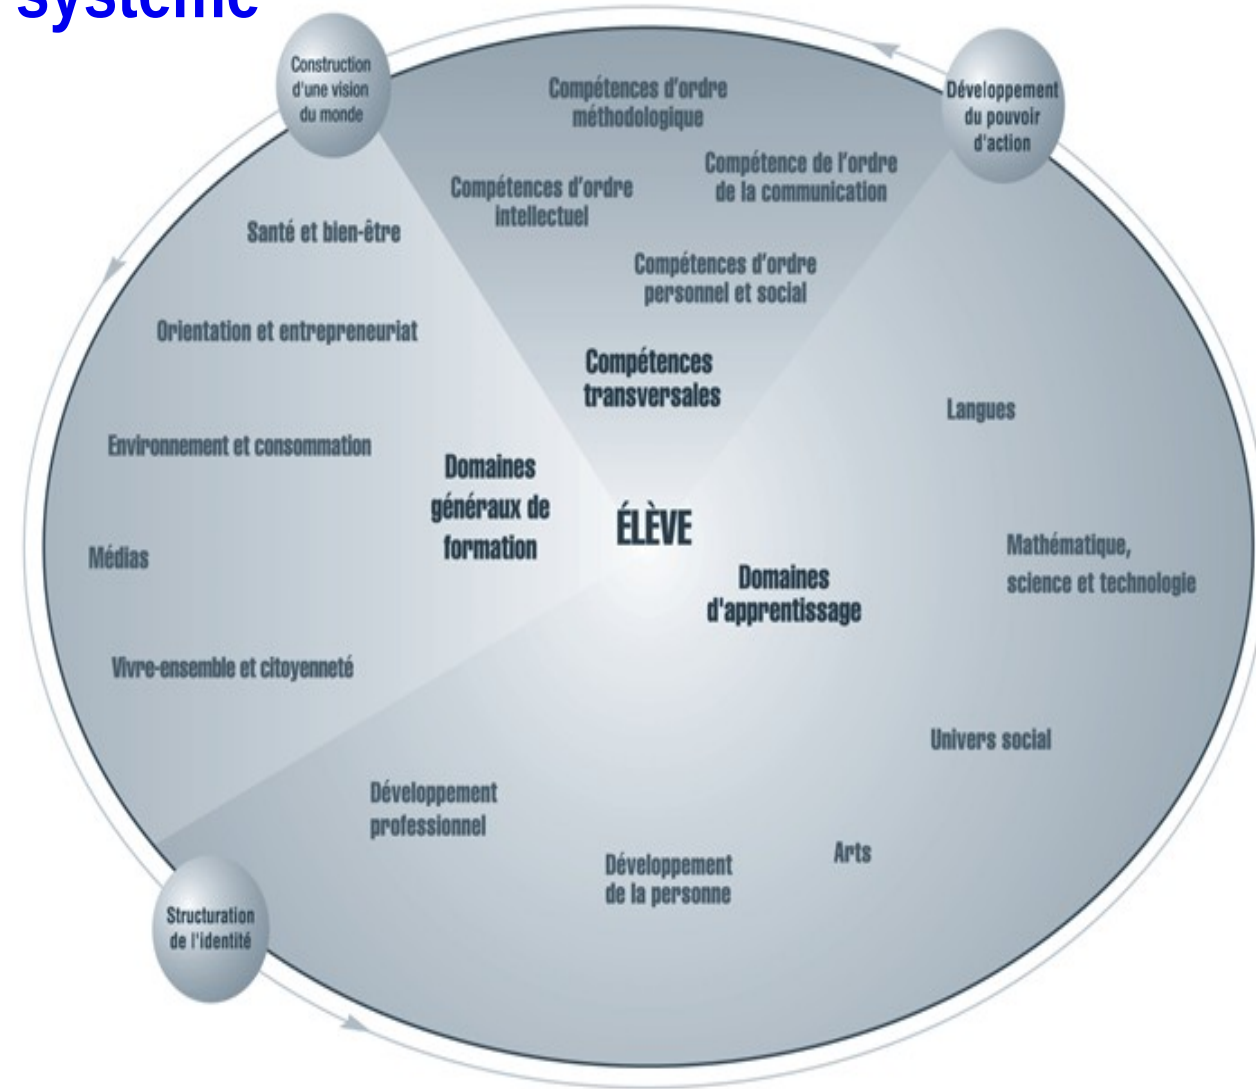 systemic
Construction
d'une vision
du monde
Développement
du pouvoir
d'action
Compétences d'ordre
méthodologique
Compétence de l'ordre
de la communication
Compétences d'ordre
intellectuel
Compétences d'ordre
personnel et social
Compétences
transversales
Santé et bien-être
Orientation et entrepreneuriat
Environnement et consommation
Médias
Vivre-ensemble et citoyenneté
Domaines
généraux de
formation
ÉLÈVE
Domaines
d'apprentissage
Langues
Mathématique,
science et technologie
Univers social
Arts
Développement
de la personne
Développement
professionnel
Structuration
de l'identité